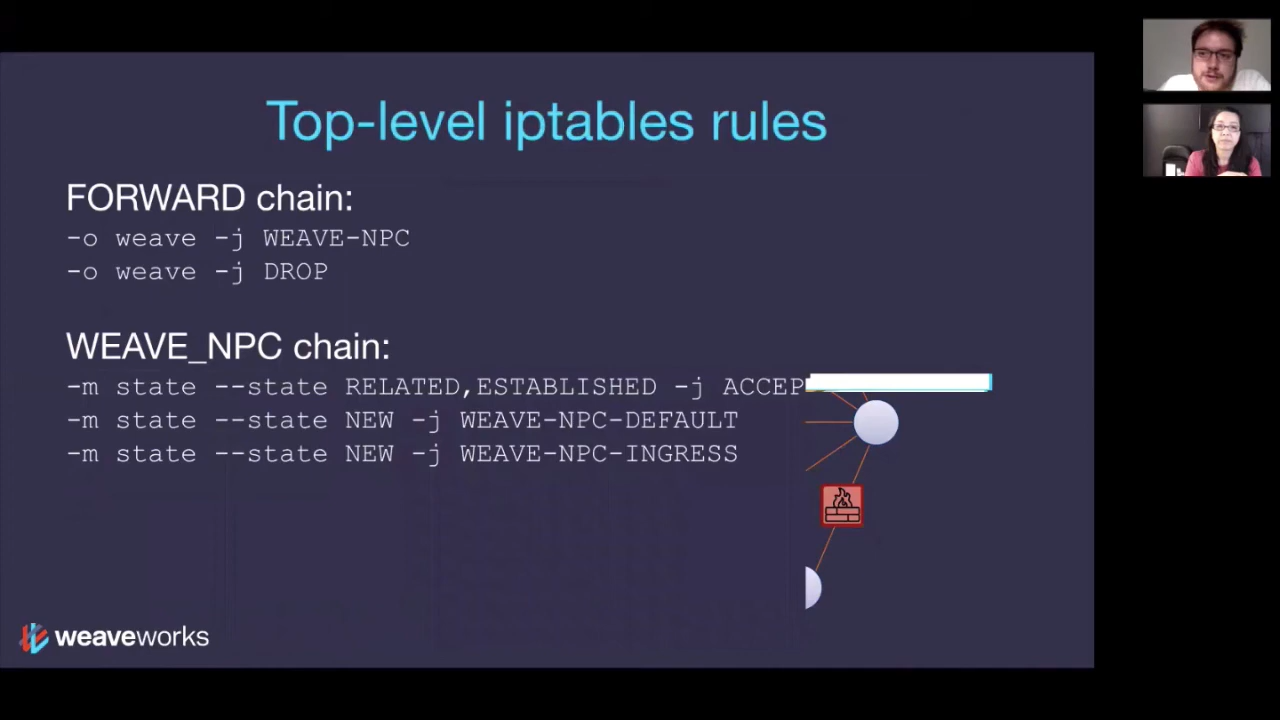 Top-level iptables rules
FORWARD chain:
-o weave -j WEAVE-NPC
-o weave -j DROP
WEAVE_NPC chain:
-m state --state RELATED,ESTABLISHED -j ACCEP
-m state --state NEW -j WEAVE-NPC-DEFAULT
-m state --state NEW -j WEAVE-NPC-INGRESS
weaveworks